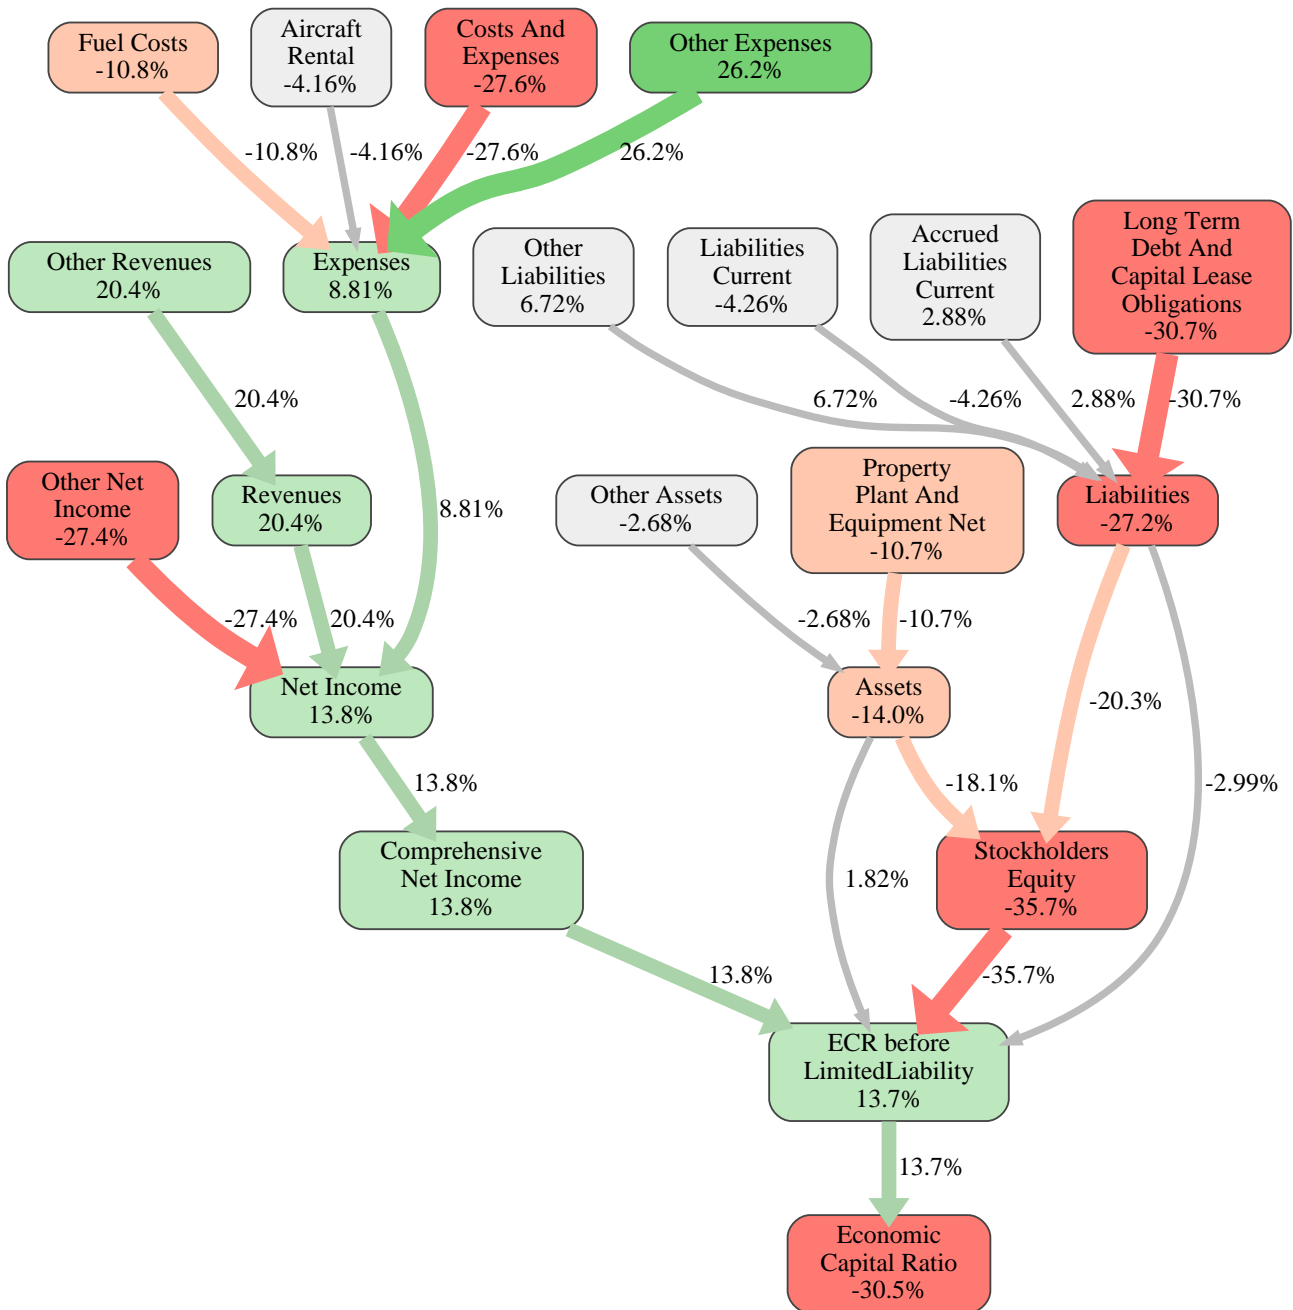 Fuel Costs
-10.8%
Aircraft
Rental
-4.16%
Costs And
Expenses
-27.6%
Other Expenses
26.2%
-10.8%
-4.16%
-27.6%
26.2%
Other Revenues
20.4%
Expenses
8.81%
Other
Liabilities
6.72%
Liabilities
Current
-4.26%
Accrued
Liabilities
Current
2.88%
Long Term
Debt And
Capital Lease
Obligations
-30.7%
20.4%
6.72%
-4.26%
2.88%
-30.7%
Other Net
Income
-27.4%
Revenues
20.4%
8.81%
Other Assets
-2.68%
Property
Plant And
Equipment Net
-10.7%
Liabilities
-27.2%
-27.4%
20.4%
-2.68%
-10.7%
Net Income
13.8%
Assets
-14.0%
-20.3%
13.8%
-18.1%
-2.99%
Comprehensive
Net Income
13.8%
1.82%
Stockholders
Equity
-35.7%
13.8%
-35.7%
ECR before
LimitedLiability
13.7%
13.7%
Economic
Capital Ratio
-30.5%